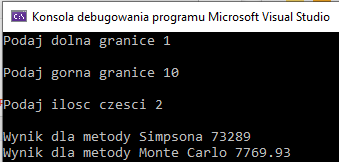 Konsola debugowania programu Microsoft Visual Studio
Podaj dolna granice 1
Podaj gorna granice 10
Podaj ilosc czesci 2
Wynik dla metody Simpsona 73289
Wynik dla metody Monte Carlo 7769.93